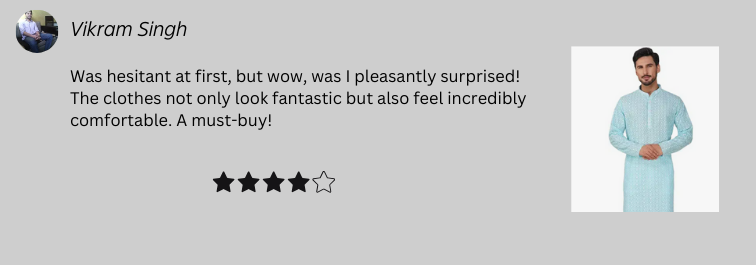 Vikram Singh
Was hesitant at first, but wow, was I pleasantly surprised!
The clothes not only look fantastic but also feel incredibly
comfortable. A must-buy!